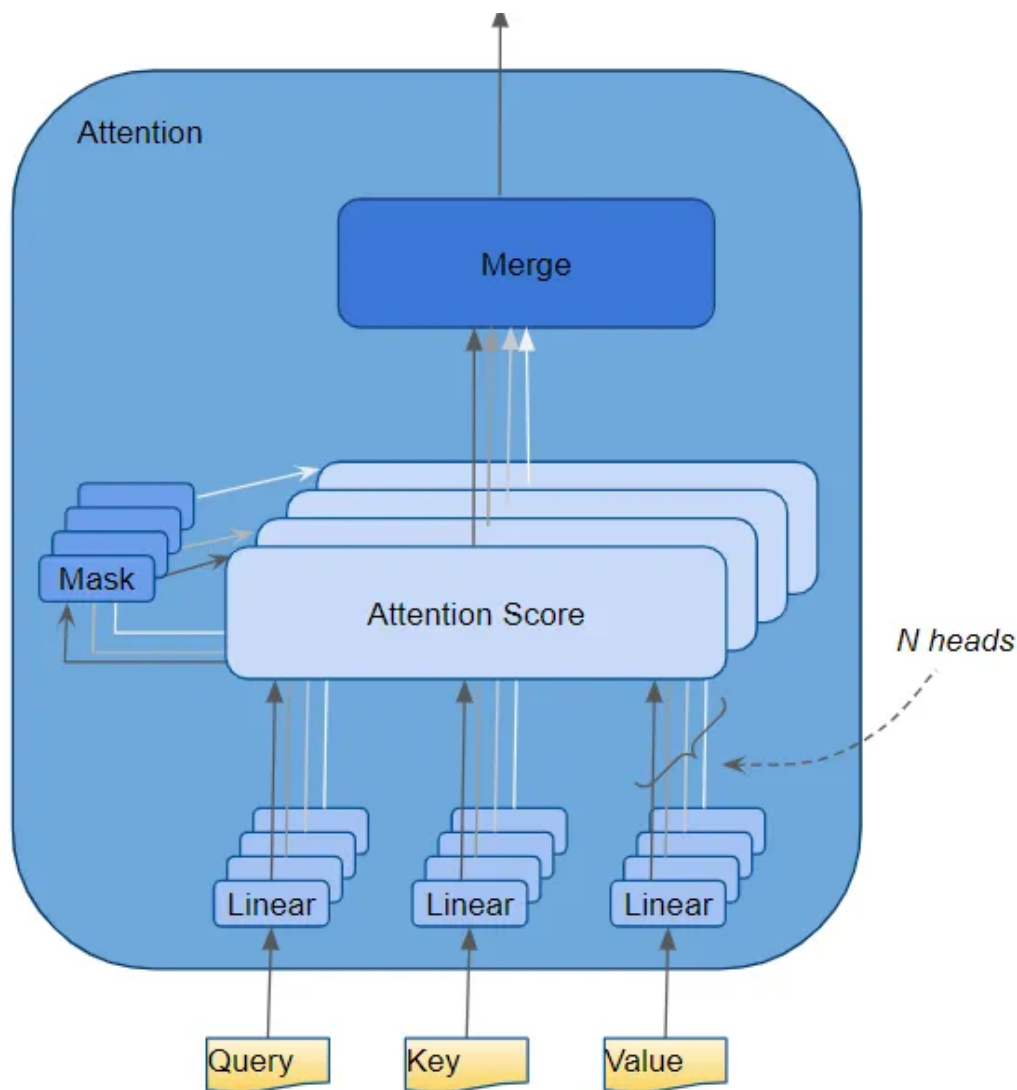 Attention
Merge
Mask
Attention Score
N heads
Linear
Linear
Linear
Query
Key
Value